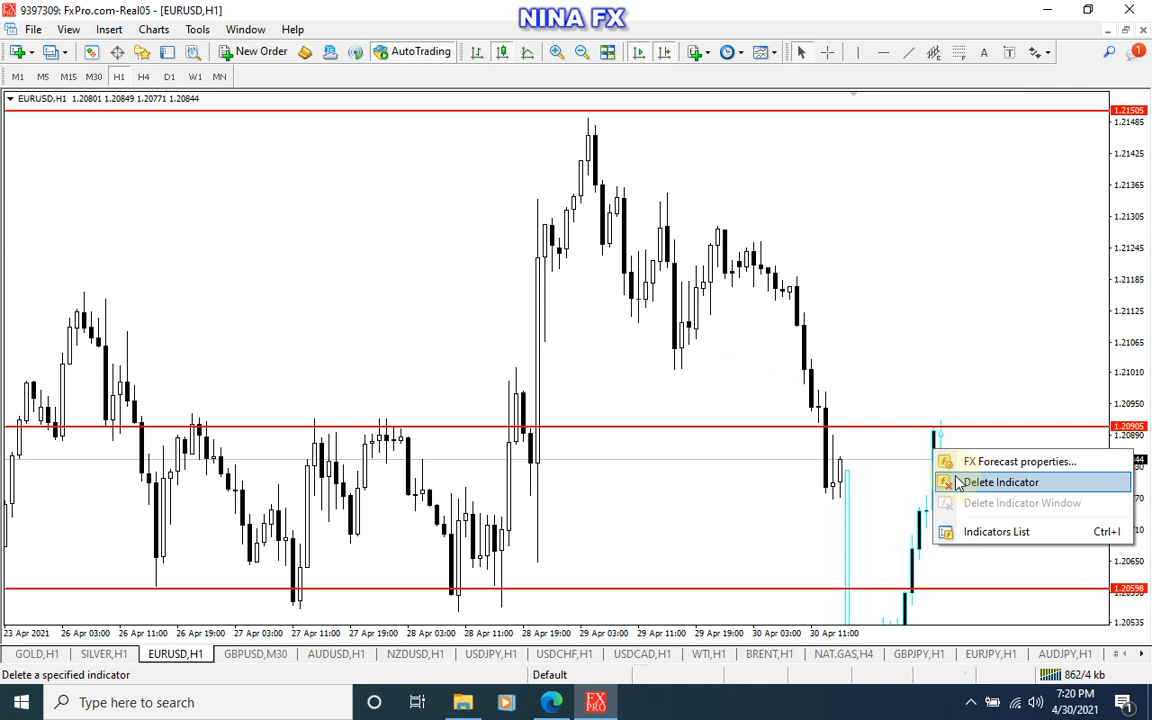 9397309: FxPro.com-Real05 - [EURUSD,H1]
NINA FX
File View Insert Charts Tools Window Help
New Order AutoTrading
M1 M5 M15 M30 H1 H4 D1 W1 MN
EURUSD,H1 1.20801 1.20849 1.20771 1.20844
1.21505
1.21485
1.21425
1.21365
1.21305
1.21245
1.21185
1.21125
1.21065
1.21010
1.20950
1.20905
1.20890
FX Forecast properties...
Delete Indicator
Delete Indicator Window
Indicators List Ctrl+I
1.20650
1.20598
1.20535
23 Apr 2021 26 Apr 03:00 26 Apr 11:00 26 Apr 19:00 27 Apr 03:00 27 Apr 11:00 27 Apr 19:00 28 Apr 03:00 28 Apr 11:00 28 Apr 19:00 29 Apr 03:00 29 Apr 11:00 29 Apr 19:00 30 Apr 03:00 30 Apr 11:00
GOLD,H1 SILVER,H1 EURUSD,H1 GBPUSD,M30 AUDUSD,H1 NZDUSD,H1 USDJPY,H1 USDCHF,H1 USDCAD,H1 WTI,H1 BRENT,H1 NAT.GAS,H4 GBPJPY,H1 EURJPY,H1 AUDJPY,H1
Delete a specified indicator Default 862/4 kb
Type here to search FX PRO 7:20 PM
4/30/2021